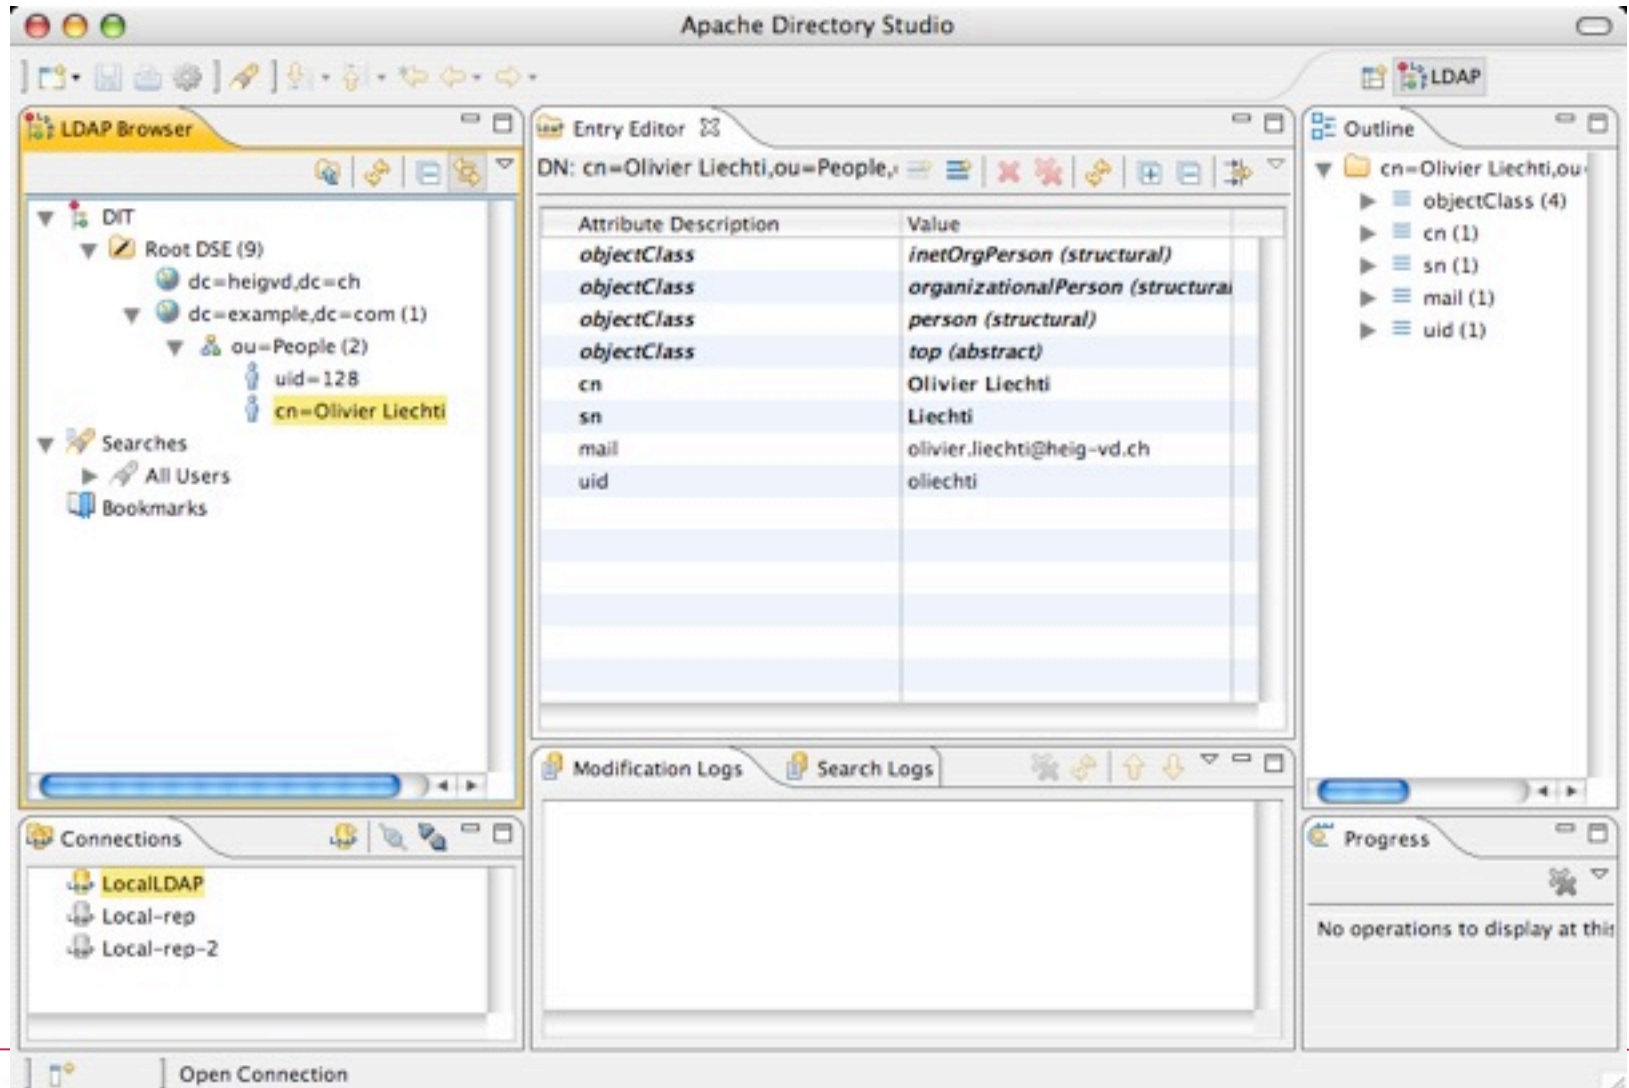 Apache Directory Studio
LDAP
LDAP Browser
DIT
Root DSE (9)
dc=heigvd,dc=ch
dc=example,dc=com (1)
ou=People (2)
uid=128
cn=Olivier Liechti
Searches
All Users
Bookmarks
Entry Editor
DN: cn=Olivier Liechti,ou=People,
Attribute Description Value
objectClass inetOrgPerson (structural)
objectClass organizationalPerson (structural
objectClass person (structural)
objectClass top (abstract)
cn Olivier Liechti
sn Liechti
mail olivier.liechti@heig-vd.ch
uid oliechti
Outline
cn=Olivier Liechti,ou
objectClass (4)
cn (1)
sn (1)
mail (1)
uid (1)
Connections
LocalLDAP
Local-rep
Local-rep-2
Modification Logs
Search Logs
Progress
No operations to display at this
Open Connection